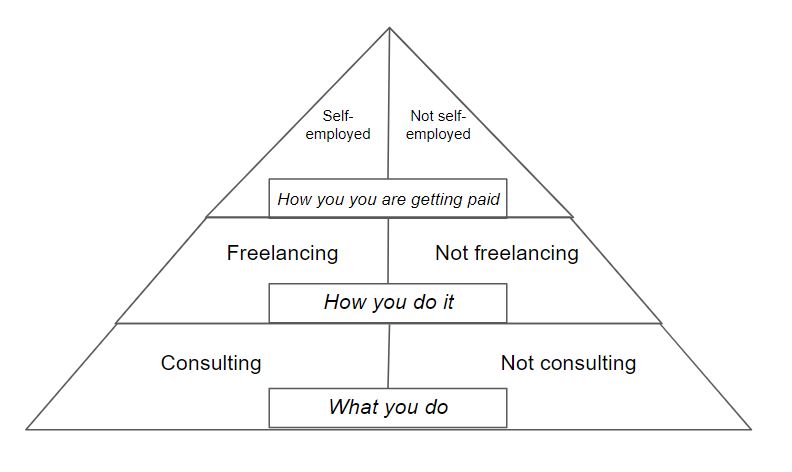 Self-
employed
Not self-
employed
How you you are getting paid
Freelancing
Not freelancing
How you do it
Consulting
Not consulting
What you do